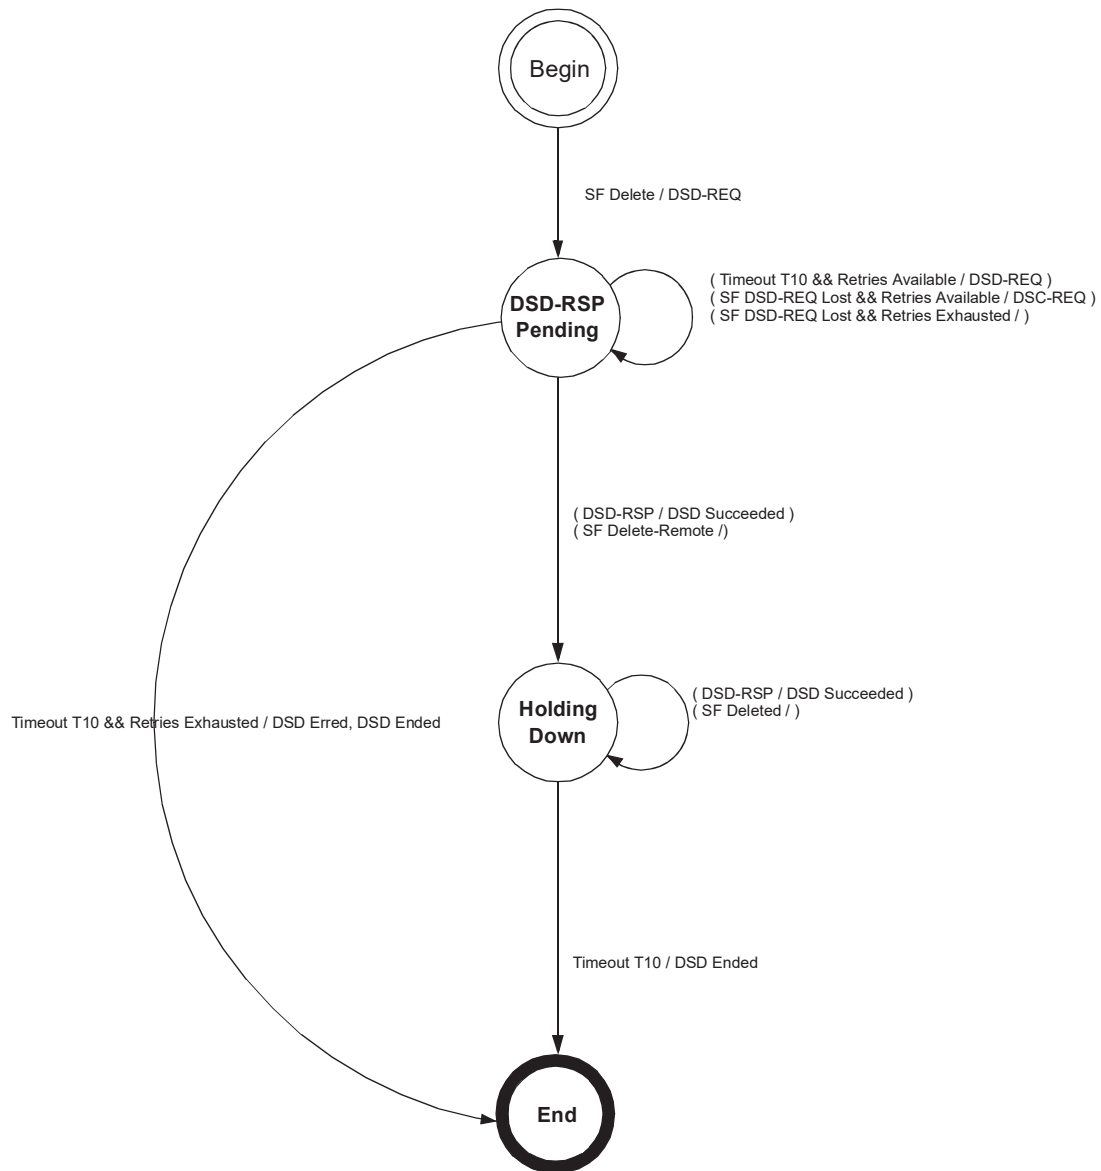 Begin
SF Delete / DSD-REQ
DSD-RSP
Pending
( Timeout T10 && Retries Available / DSD-REQ )
( SF DSD-REQ Lost && Retries Available / DSC-REQ )
( SF DSD-REQ Lost && Retries Exhausted / )
( DSD-RSP / DSD Succeeded )
( SF Delete-Remote /)
Holding
Down
( DSD-RSP / DSD Succeeded )
( SF Deleted / )
Timeout T10 && Retries Exhausted / DSD Erred, DSD Ended
Timeout T10 / DSD Ended
End